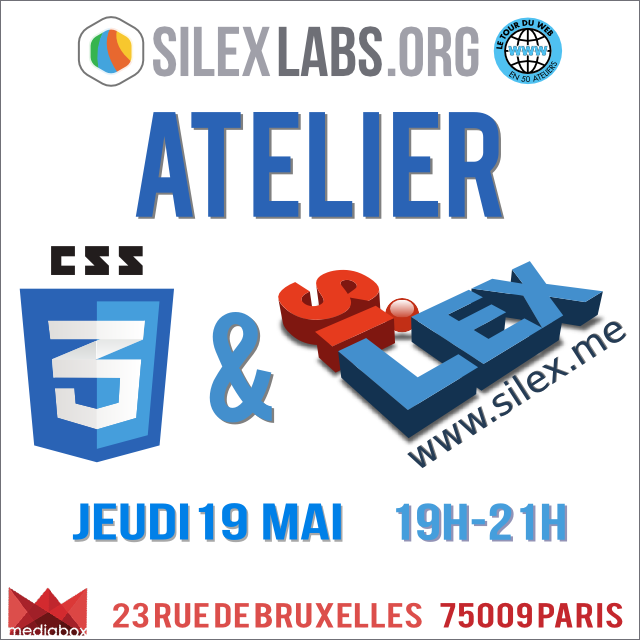 SILEXLABS.ORG
LE TOUR DU WEB
WWW
EN 50 ATELIERS
ATELIER
CSS
3 & SILEX
www.silex.me
JEUDI 19 MAI 19H-21H
mediabox 23 RUE DE BRUXELLES 75009 PARIS